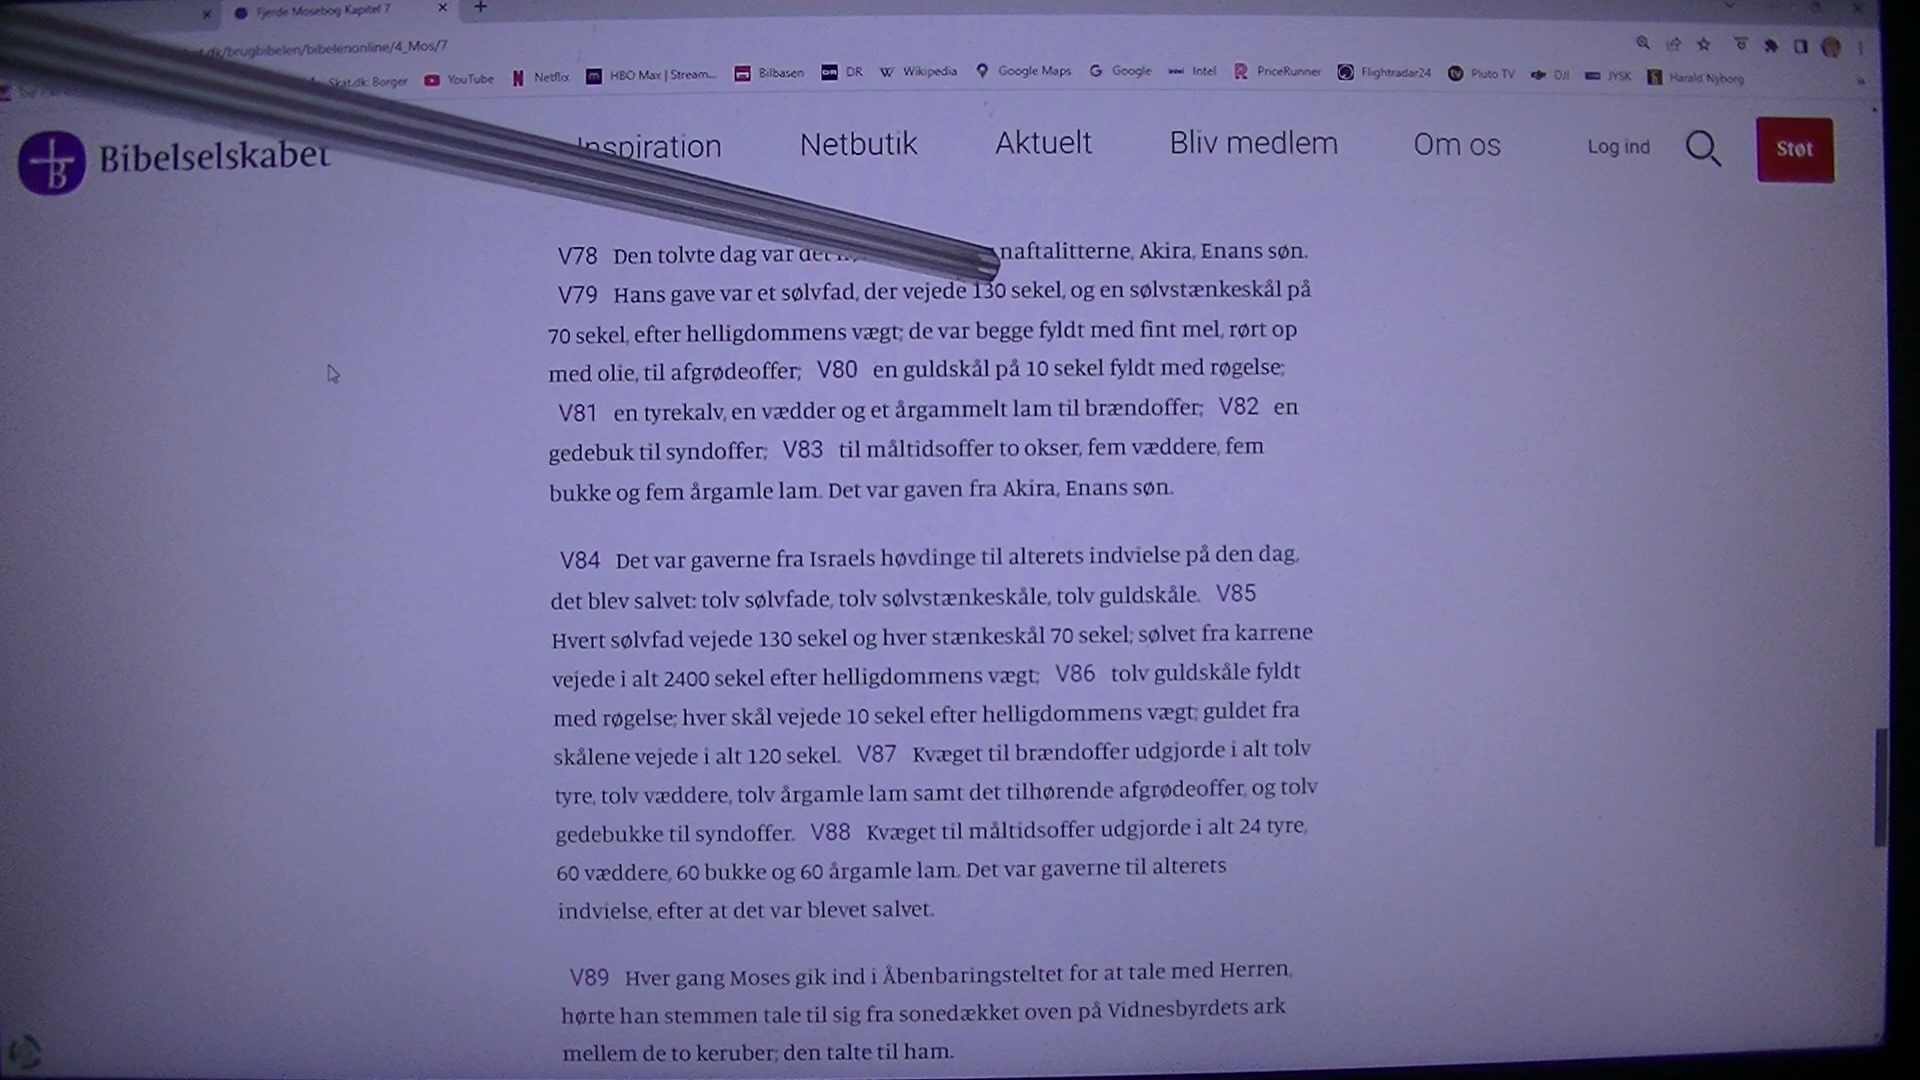 Fjerde Mosebog Kapitel 7
.dk/brugbibelen/bibelenonline/4_Mos/7
Skat.dk: Borger YouTube Netflix HBO Max | Stream... Bilbasen DR Wikipedia Google Maps Google Intel PriceRunner Flightradar24 Pluto TV DJI JYSK Harald Nyborg
Bibelselskabet Inspiration Netbutik Aktuelt Bliv medlem Om os Log ind Støt
V78 Den tolvte dag var det naftalitterne, Akira, Enans søn.
V79 Hans gave var et sølvfad, der vejede 130 sekel, og en sølvstænkeskål på
70 sekel, efter helligdommens vægt; de var begge fyldt med fint mel, rørt op
med olie, til afgrødeoffer; V80 en guldskål på 10 sekel fyldt med røgelse;
V81 en tyrekalv, en vædder og et årgammelt lam til brændoffer; V82 en
gedebuk til syndoffer; V83 til måltidsoffer to okser, fem væddere, fem
bukke og fem årgamle lam. Det var gaven fra Akira, Enans søn.
V84 Det var gaverne fra Israels høvdinge til alterets indvielse på den dag,
det blev salvet: tolv sølvfade, tolv sølvstænkeskåle, tolv guldskåle. V85
Hvert sølvfad vejede 130 sekel og hver stænkeskål 70 sekel; sølvet fra karrene
vejede i alt 2400 sekel efter helligdommens vægt; V86 tolv guldskåle fyldt
med røgelse; hver skål vejede 10 sekel efter helligdommens vægt; guldet fra
skålene vejede i alt 120 sekel. V87 Kvæget til brændoffer udgjorde i alt tolv
tyre, tolv væddere, tolv årgamle lam samt det tilhørende afgrødeoffer, og tolv
gedebukke til syndoffer. V88 Kvæget til måltidsoffer udgjorde i alt 24 tyre,
60 væddere, 60 bukke og 60 årgamle lam. Det var gaverne til alterets
indvielse, efter at det var blevet salvet.
V89 Hver gang Moses gik ind i Åbenbaringsteltet for at tale med Herren,
hørte han stemmen tale til sig fra sonedækket oven på Vidnesbyrdets ark
mellem de to keruber; den talte til ham.